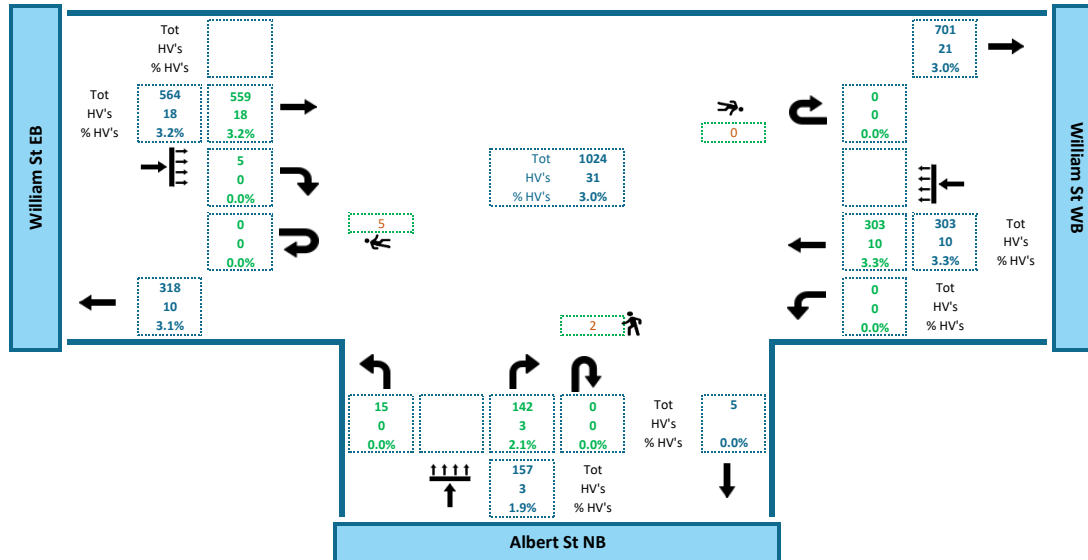 Tot
HV's
% HV's
701
21
3.0%
Tot 564 559
HV's 18 18
% HV's 3.2% 3.2%
0
0
0
0.0%
William St EB
5
0
0.0%
Tot 1024
HV's 31
% HV's 3.0%
William St WB
0
0
0.0%
5
303 303 Tot
10 10 HV's
3.3% 3.3% % HV's
318
10
3.1%
2
0 Tot
0 HV's
0.0% % HV's
15 142 0 Tot 5
0 3 0 HV's
0.0% 2.1% 0.0% % HV's 0.0%
157 Tot
3 HV's
1.9% % HV's
Albert St NB